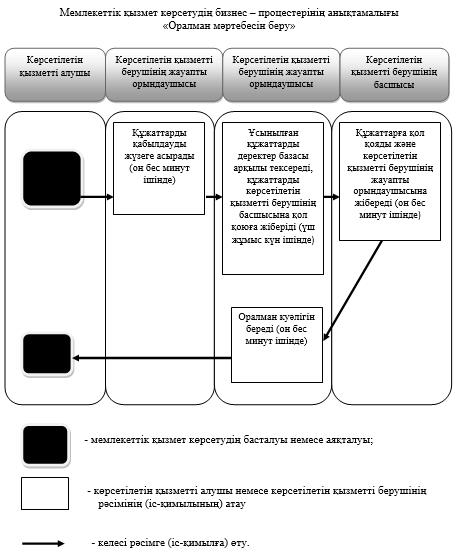 Мемлекеттік қызмет көрсетудің бизнес – процестерінің анықтамалығы
«Оралман мәртебесін беру»
Көрсетілетін
қызметті алушы
Көрсетілетін қызметті
берушінің жауапты
орындаушысы
Көрсетілетін қызметті
берушінің жауапты
орындаушысы
Көрсетілетін
қызметті берушінің
басшысы
Құжаттарды
қабылдауды
жүзеге асырады
(он бес минут
ішінде)
Ұсынылған
құжаттарды
деректер базасы
арқылы тексереді,
құжаттарды
көрсетілетін
қызметті берушінің
басшысына қол
қоюға жібереді (үш
жұмыс күн ішінде)
Құжаттарға қол
қояды және
көрсетілетін
қызметті берушінің
жауапты
орындаушысына
жібереді (он бес
минут ішінде)
Оралман куәлігін
береді (он бес
минут ішінде)
- мемлекеттік қызмет көрсетудің басталуы немесе аяқталуы;
- көрсетілетін қызметті алушы немесе көрсетілетін қызметті берушінің
рәсімінің (іс-қимылының) атау
- келесі рәсімге (іс-қимылға) өту.